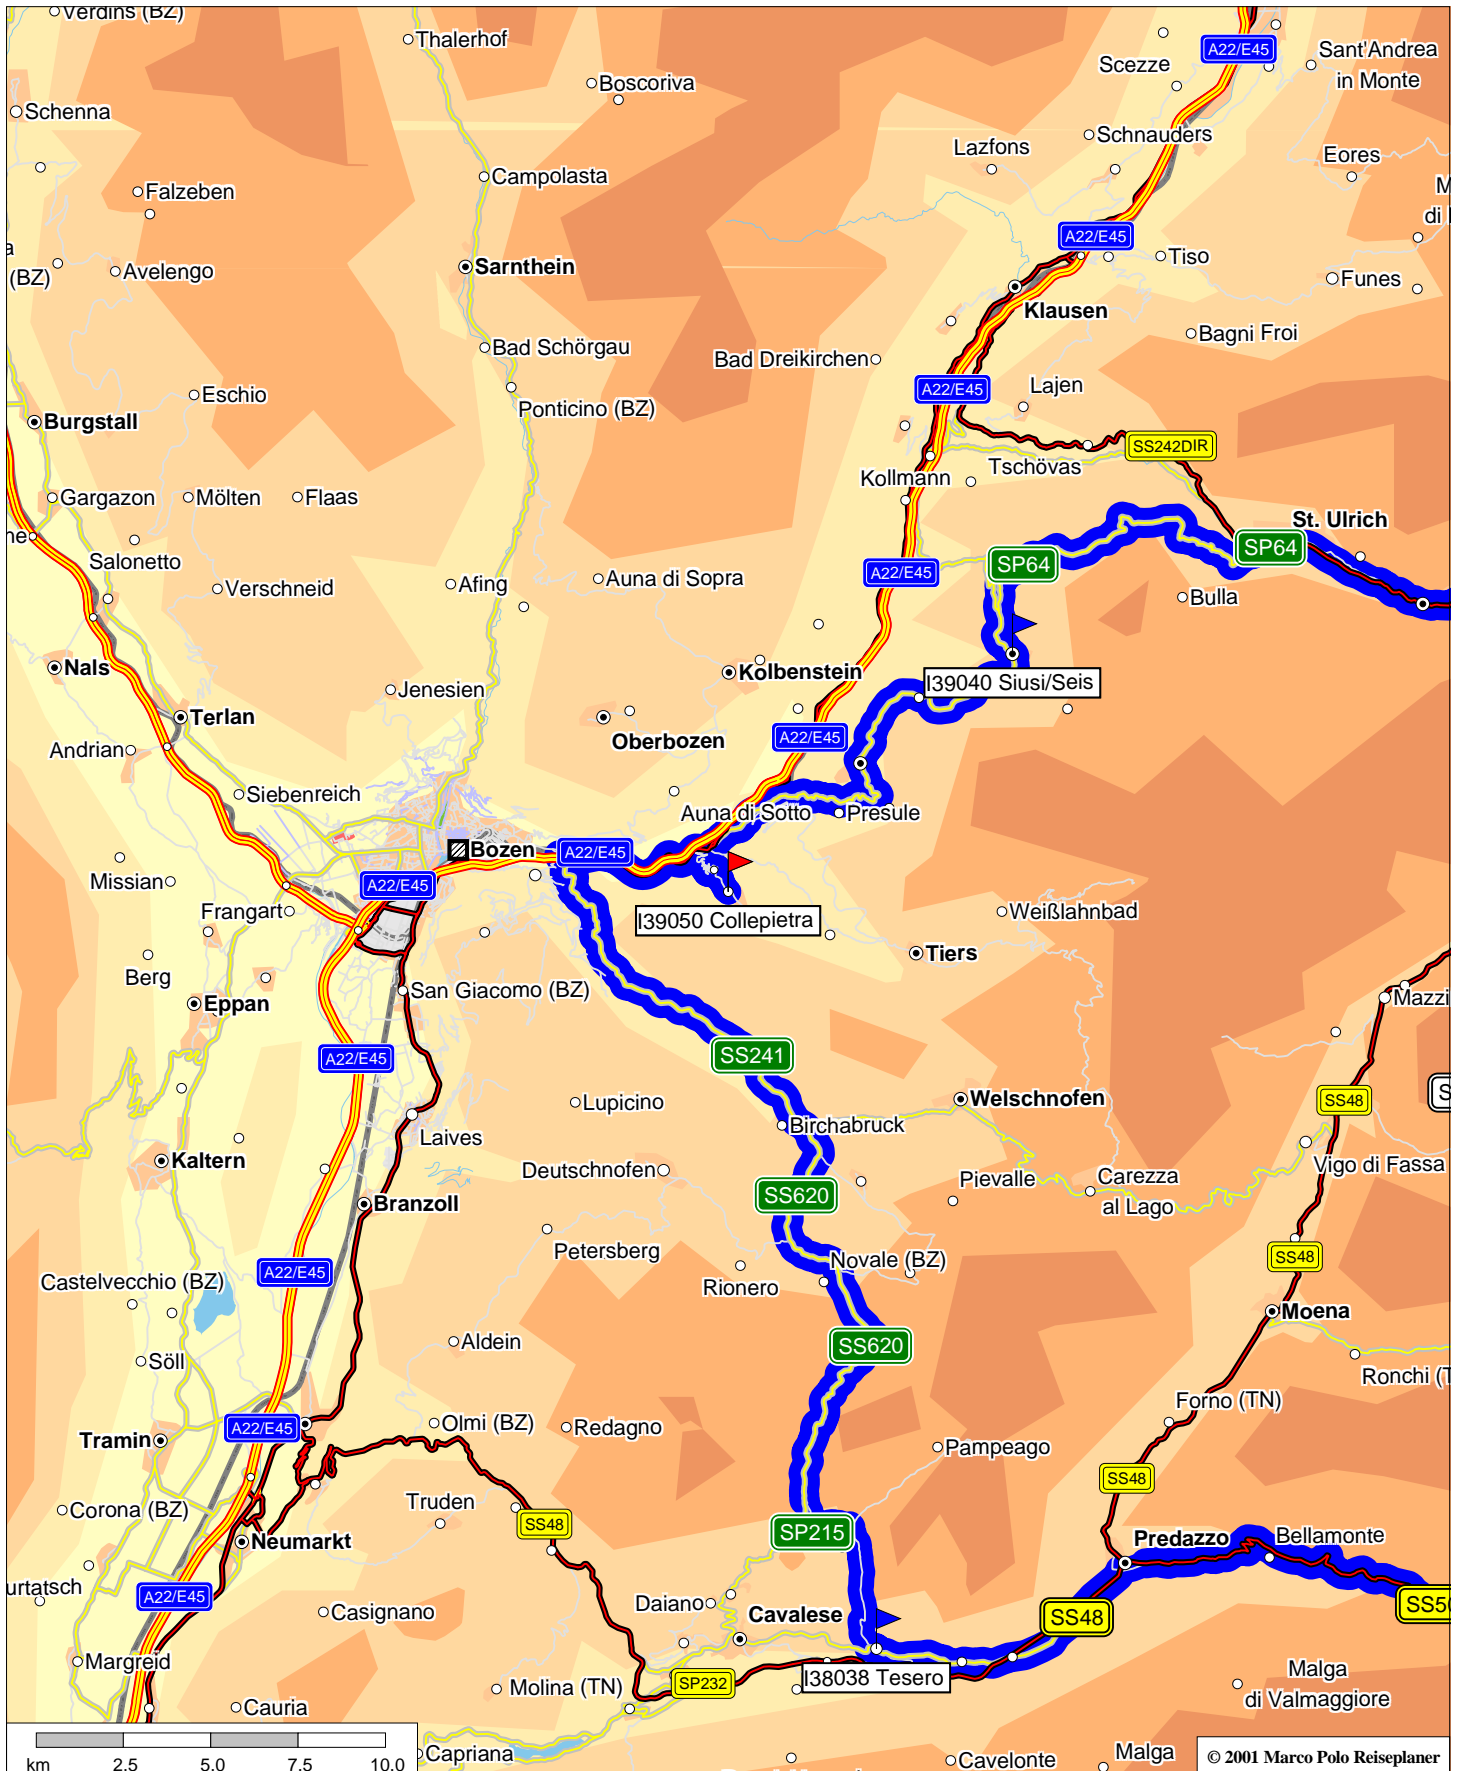 Verdins (BZ)
Thalerhof
A22/E45
Sant'Andrea
in Monte
Scezze
Boscoriva
Schenna
Schnauders
Lazfons
Eores
Campolasta
Falzeben
M
di
A22/E45
a
(BZ)
Avelengo
Sarnthein
Tiso
Funes
Klausen
Bagni Froi
Bad Schörgau
Bad Dreikirchen
A22/E45
Lajen
Eschio
Ponticino (BZ)
Burgstall
SS242DIR
Tschövas
Kollmann
Gargazon
Mölten
Flaas
St. Ulrich
ne
SP64
Salonetto
SP64
A22/E45
Auna di Sopra
Afing
Verschneid
Bulla
Nals
Kolbenstein
I39040 Siusi/Seis
Jenesien
Terlan
Oberbozen
A22/E45
Andrian
Siebenreich
Auna di Sotto
Presule
Bozen
A22/E45
Missian
A22/E45
Frangart
I39050 Collepietra
Weißlahnbad
Tiers
Berg
San Giacomo (BZ)
Mazzi
Eppan
A22/E45
SS241
S
Welschnofen
SS48
Lupicino
Birchabruck
Laives
Kaltern
Deutschnofen
Vigo di Fassa
Pievalle
Carezza
al Lago
SS620
Branzoll
Petersberg
Novale (BZ)
SS48
A22/E45
Castelvecchio (BZ)
Rionero
Moena
Aldein
SS620
Söll
Ronchi (T
Forno (TN)
A22/E45
Olmi (BZ)
Redagno
Tramin
Pampeago
SS48
Truden
Corona (BZ)
SS48
SP215
Neumarkt
Predazzo
Bellamonte
urtatsch
A22/E45
Daiano
Casignano
Cavalese
SS48
SS50
Margreid
I38038 Tesero
Malga
di Valmaggiore
SP232
Molina (TN)
Cauria
Capriana
Cavelonte
Malga
km 2.5 5.0 7.5 10.0
© 2001 Marco Polo Reiseplaner